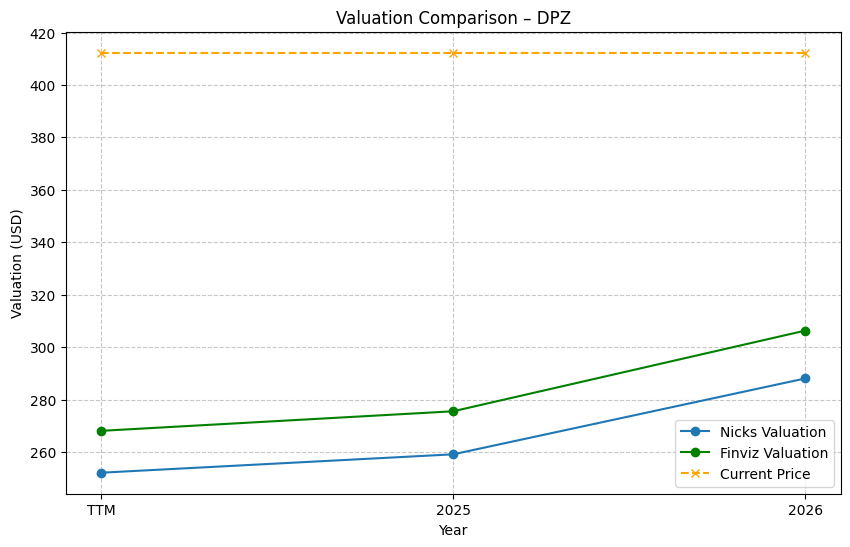 Valuation Comparison – DPZ
Valuation (USD)
420
400
380
360
340
320
300
280
260
TTM
2025
2026
Year
Nicks Valuation
Finviz Valuation
Current Price